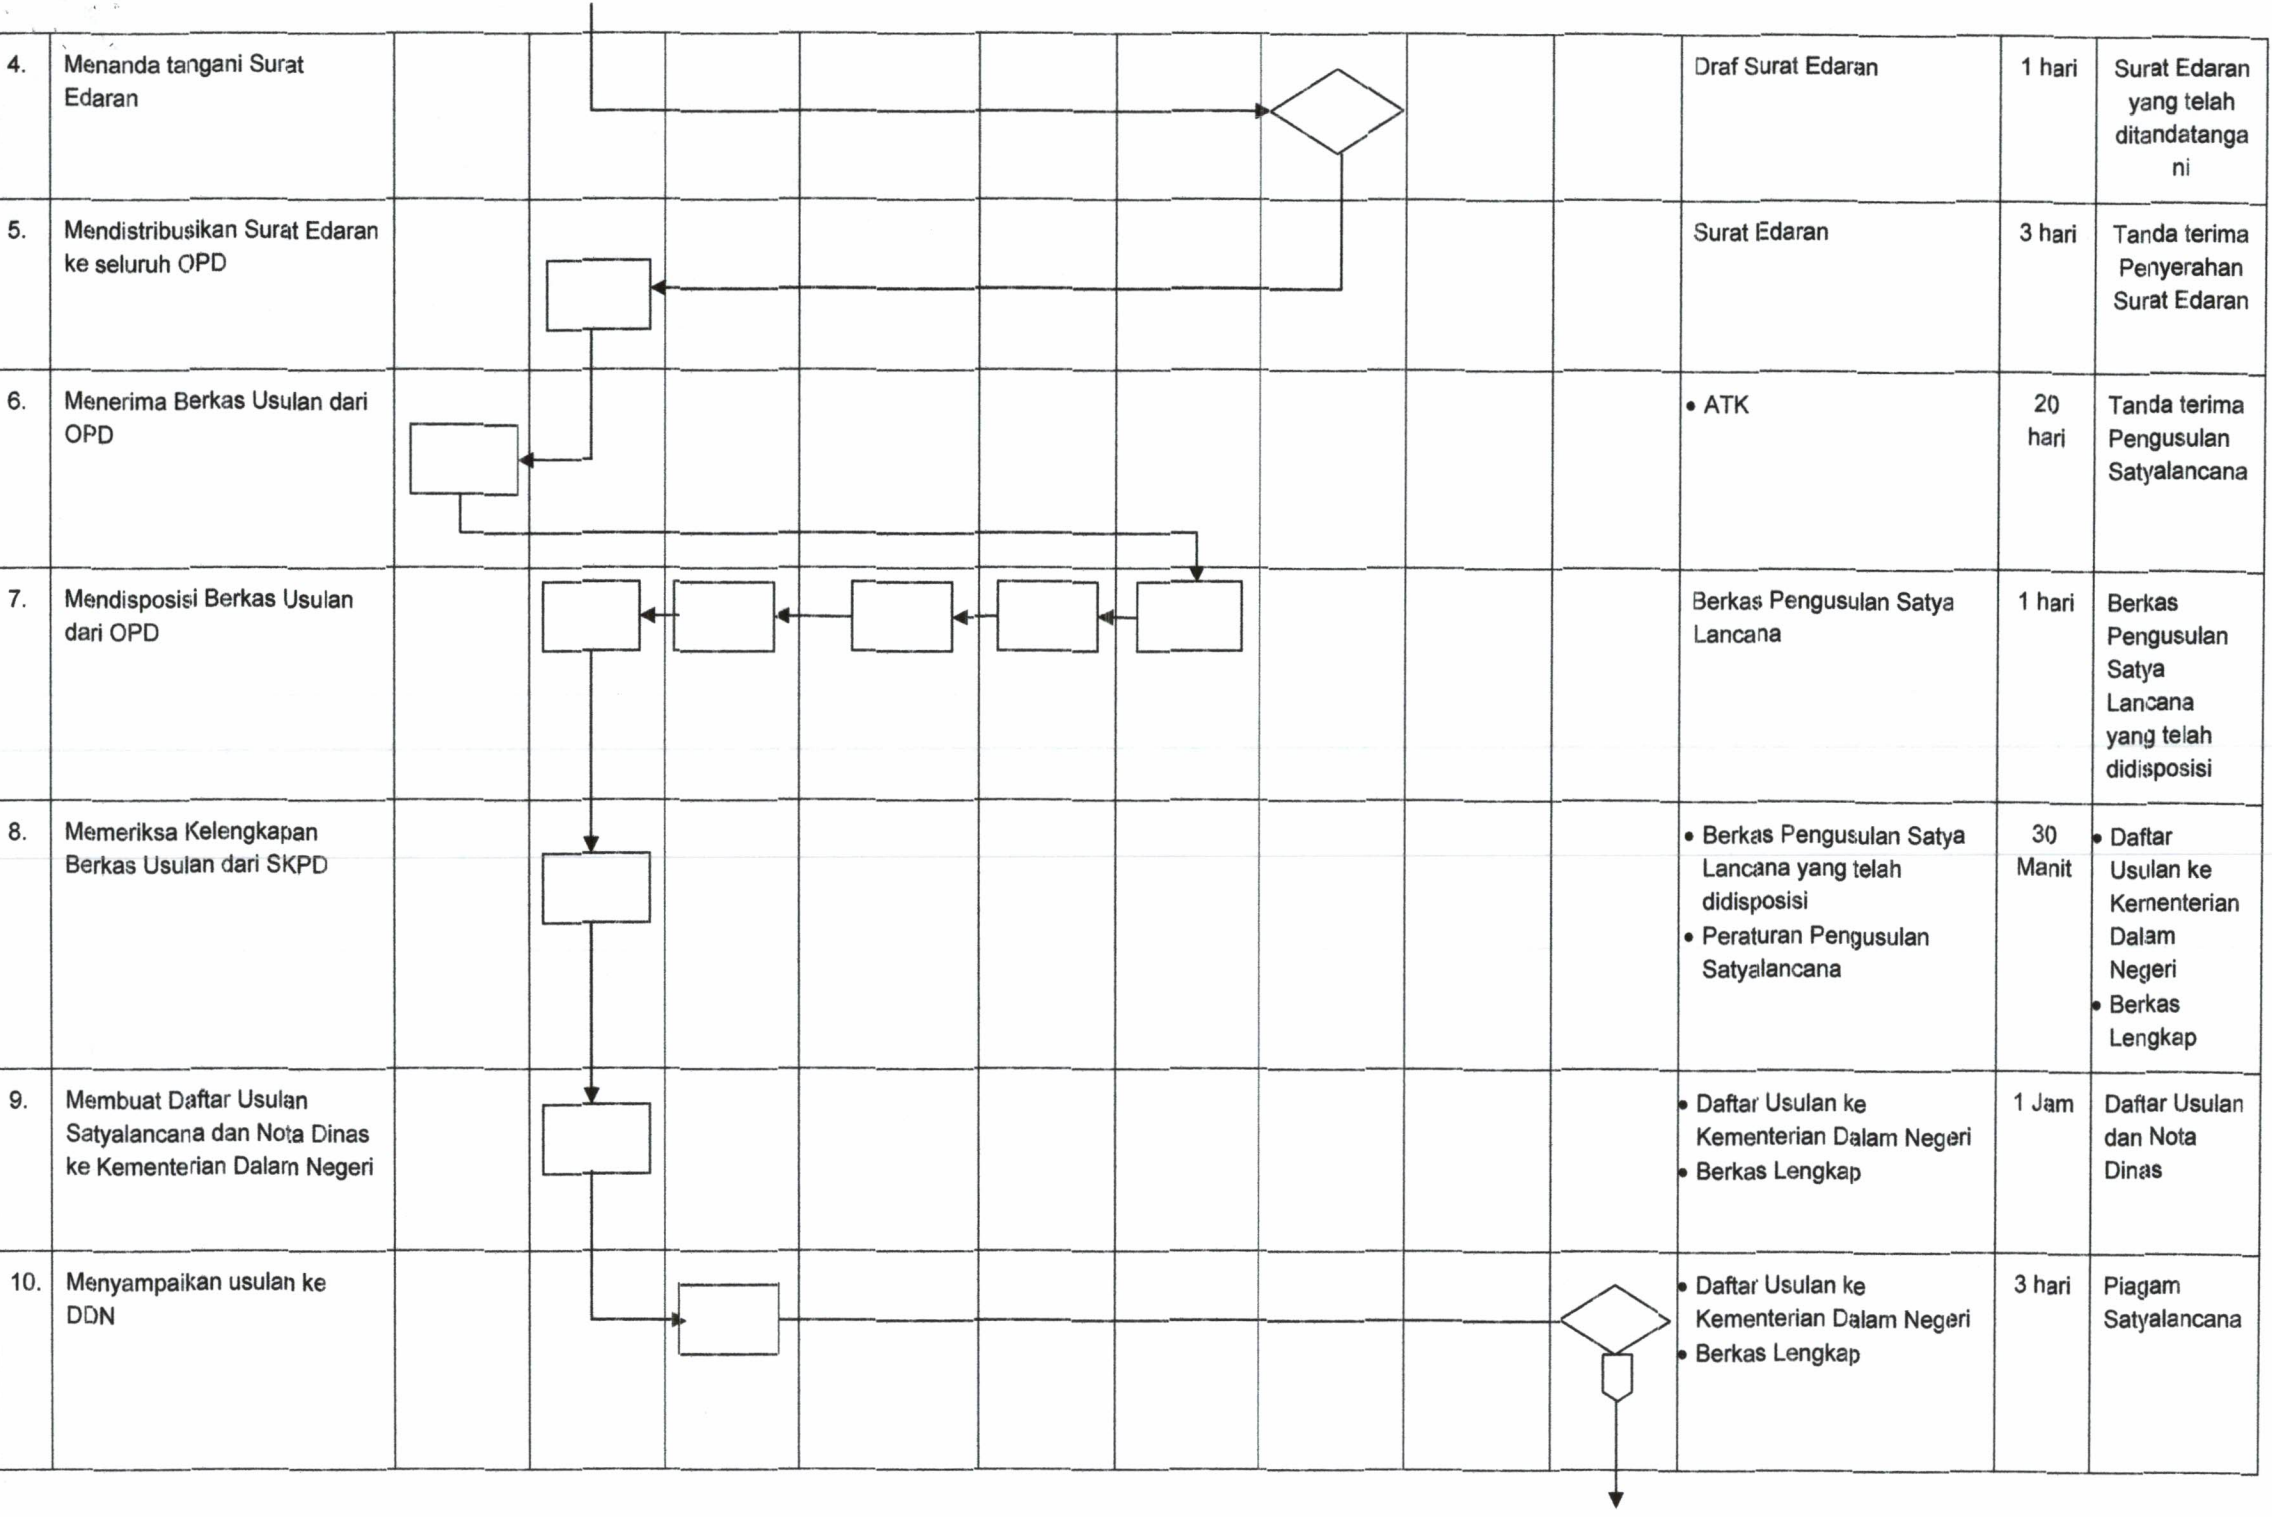 4.
Menanda tangani Surat
Edaran
Draf Surat Edaran
1 hari
Surat Edaran
yang telah
ditandatanga
ni
5.
Mendistribusikan Surat Edaran
ke seluruh OPD
Surat Edaran
3 hari
Tanda terima
Penyerahan
Surat Edaran
6.
Menerima Berkas Usulan dari
OPD
• ATK
20
hari
Tanda terima
Pengusulan
Satyalancana
7.
Mendisposisi Berkas Usulan
dari OPD
Berkas Pengusulan Satya
Lancana
1 hari
Berkas
Pengusulan
Satya
Lancana
yang telah
didisposisi
8.
Memeriksa Kelengkapan
Berkas Usulan dari SKPD
• Berkas Pengusulan Satya
Lancana yang telah
didisposisi
• Peraturan Pengusulan
Satyalancana
30
Manit
• Daftar
Usulan ke
Kementerian
Dalam
Negeri
• Berkas
Lengkap
9.
Membuat Daftar Usulan
Satyalancana dan Nota Dinas
ke Kementerian Dalam Negeri
• Daftar Usulan ke
Kementerian Dalam Negeri
• Berkas Lengkap
1 Jam
Daftar Usulan
dan Nota
Dinas
10.
Menyampaikan usulan ke
DDN
• Daftar Usulan ke
Kementerian Dalam Negeri
• Berkas Lengkap
3 hari
Piagam
Satyalancana